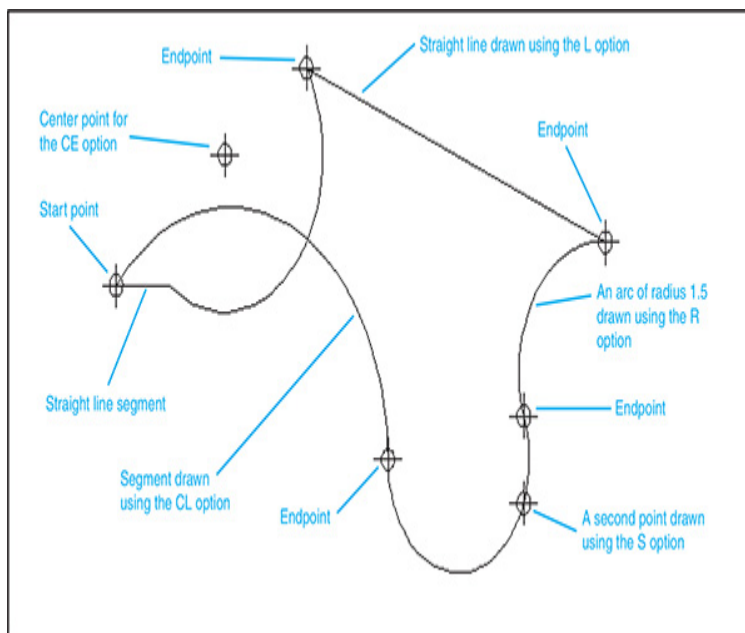 Straight line drawn using the L option
Endpoint
Center point for
the CE option
Endpoint
Start point
An arc of radius 1.5
drawn using the R
option
Straight line segment
Endpoint
Segment drawn
using the CL option
Endpoint
A second point drawn
using the S option